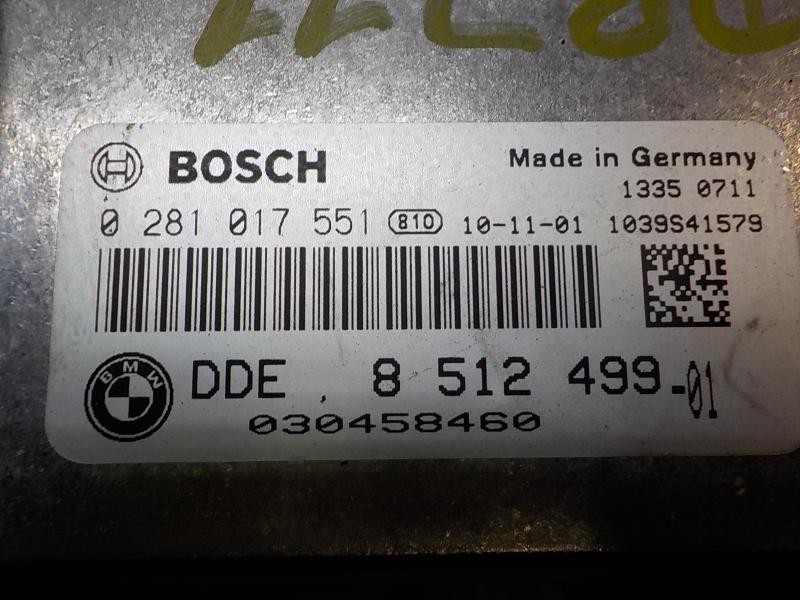 BOSCH Made in Germany
1335 0711
0 281 017 551 810 10-11-01 1039S41579
BMW DDE . 8 512 499-01
030458460